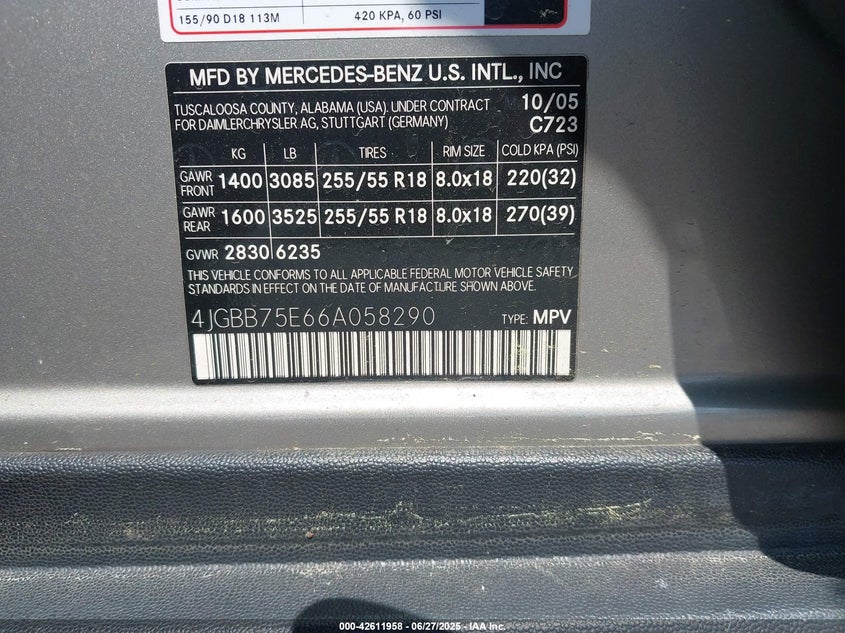 155/90 D18 113M 420 KPA, 60 PSI
MFD BY MERCEDES-BENZ U.S. INTL., INC
TUSCALOOSA COUNTY, ALABAMA (USA). UNDER CONTRACT 10/05
FOR DAIMLERCHRYSLER AG, STUTTGART (GERMANY) C723
KG LB TIRES RIM SIZE COLD KPA (PSI)
GAWR FRONT 1400 3085 255/55 R18 8.0x18 220(32)
GAWR REAR 1600 3525 255/55 R18 8.0x18 270(39)
GVWR 2830 6235
THIS VEHICLE CONFORMS TO ALL APPLICABLE FEDERAL MOTOR VEHICLE SAFETY
STANDARDS IN EFFECT ON THE DATE OF MANUFACTURE SHOWN ABOVE.
4JGBB75E66A058290 TYPE: MPV
000-42611958 - 06/27/2025 - IAA Inc.